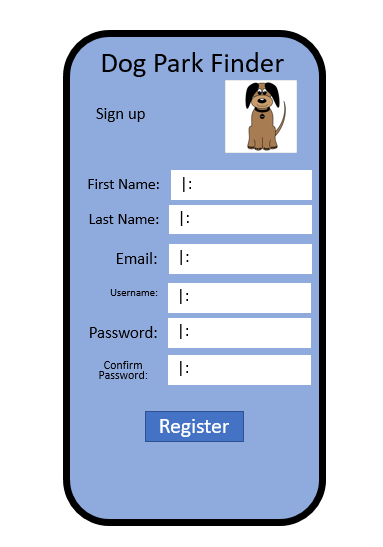 Dog Park Finder
Sign up
First Name: |:
Last Name: |:
Email: |:
Username: |:
Password: |:
Confirm
Password: |:
Register